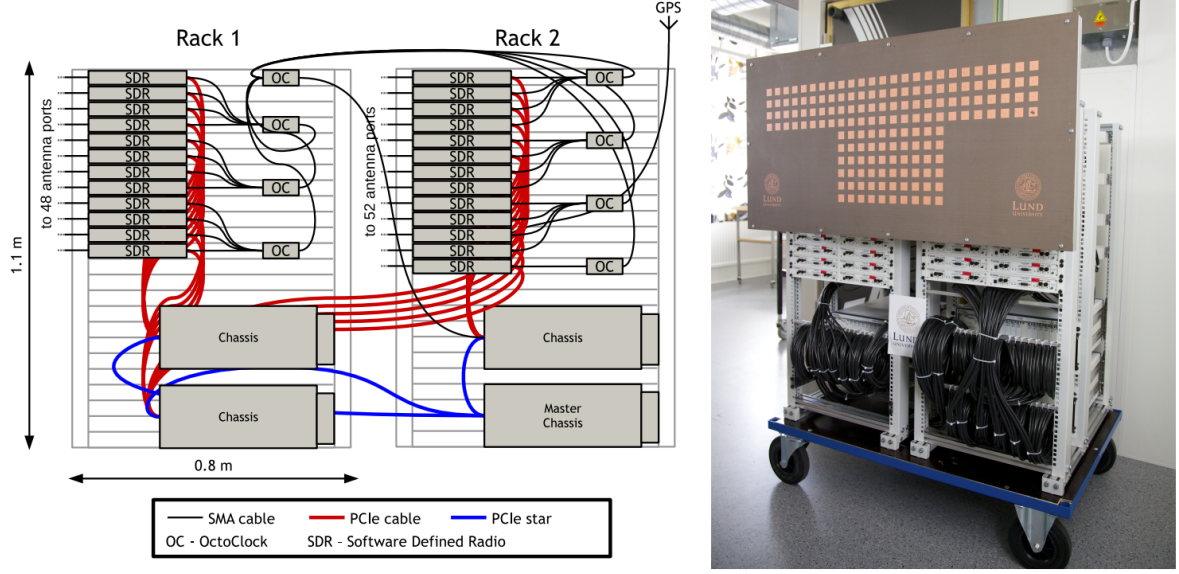 GPS
Rack 1
Rack 2
1.1 m
to 48 antenna ports
SDR
SDR
SDR
SDR
SDR
SDR
SDR
SDR
SDR
SDR
SDR
SDR
OC
OC
OC
OC
to 52 antenna ports
SDR
SDR
SDR
SDR
SDR
SDR
SDR
SDR
SDR
SDR
SDR
SDR
SDR
OC
OC
OC
OC
Chassis
Chassis
Chassis
Master
Chassis
0.8 m
SMA cable
PCIe cable
PCIe star
OC - OctoClock
SDR - Software Defined Radio
LUND
UNIVERSITY
LUND
UNIVERSITY
LUND
UNIVERSITY